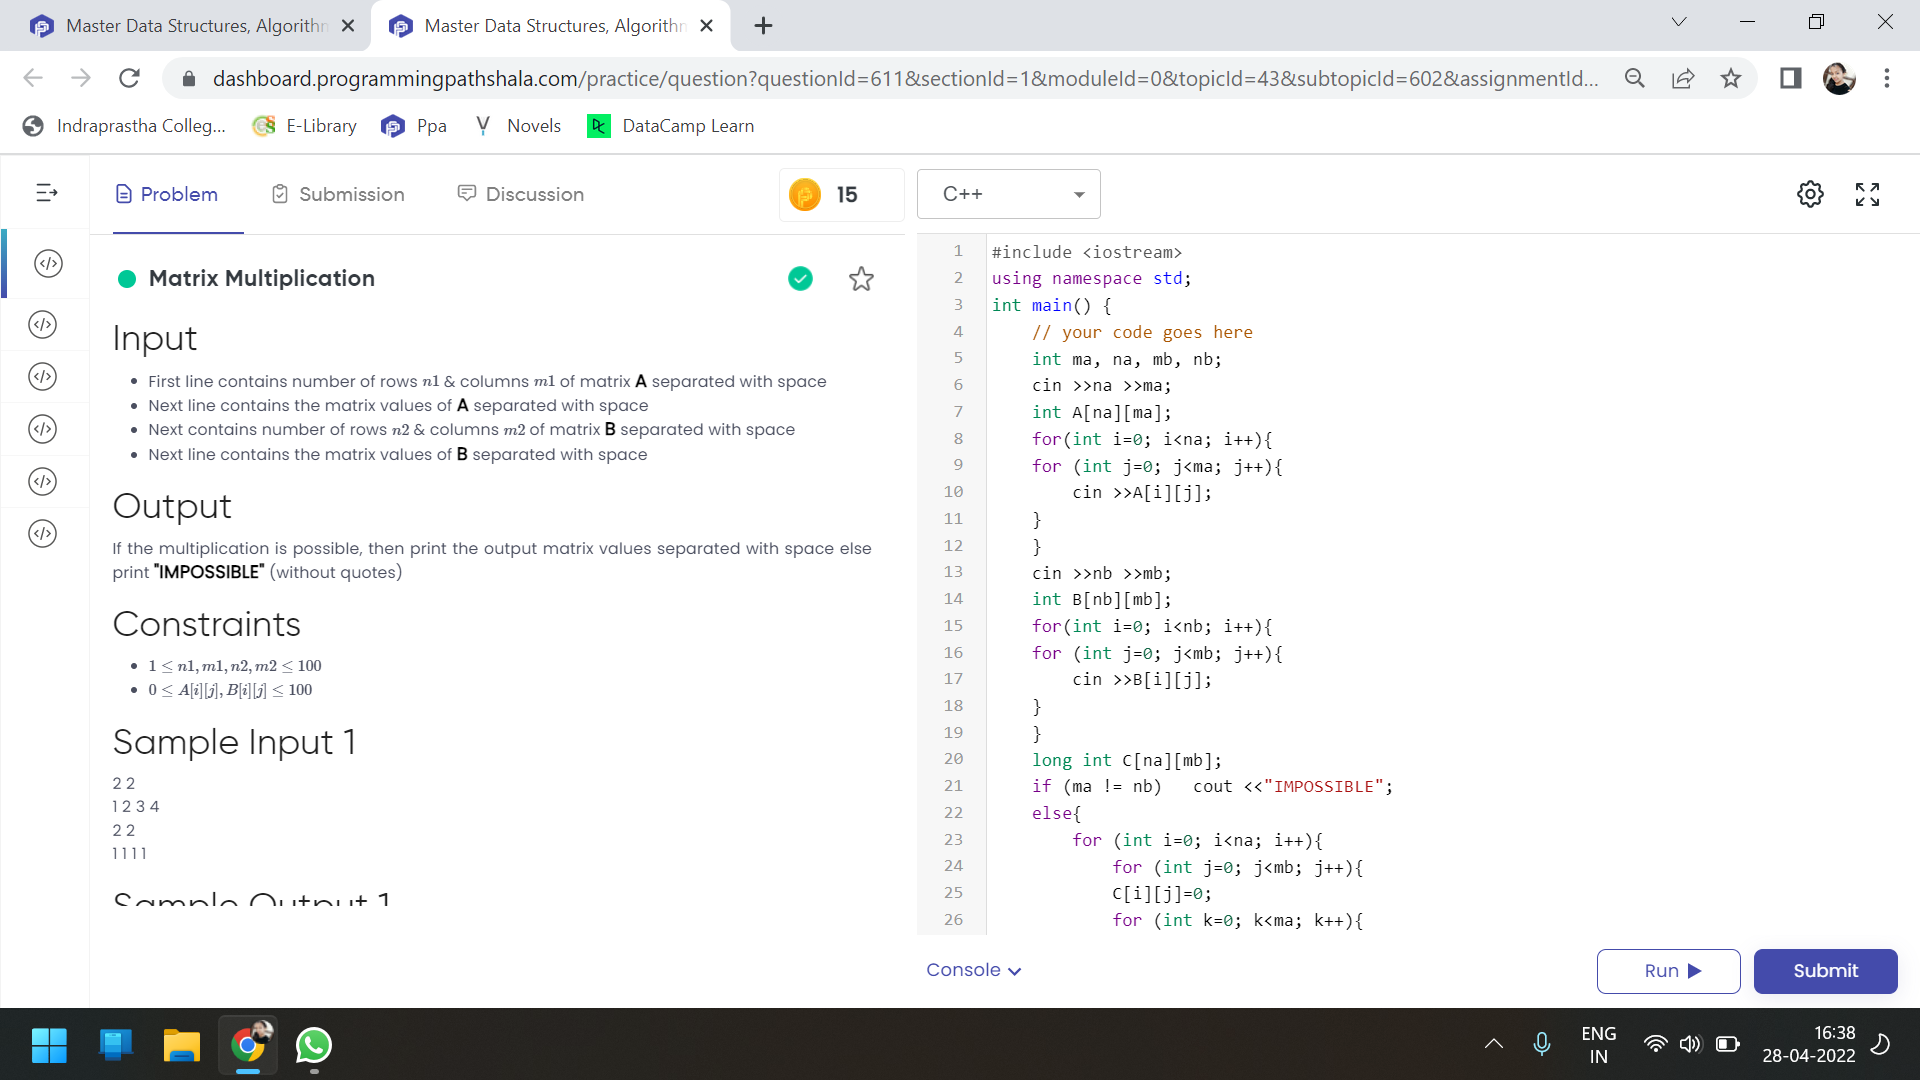 Master Data Structures, Algorithm
Master Data Structures, Algorithm
dashboard.programmingpathshala.com/practice/question?questionId=611&sectionId=1&moduleId=0&topicId=43&subtopicId=602&assignmentId...
Indraprastha Colleg...
E-Library
Ppa
Novels
DataCamp Learn
Problem
Submission
Discussion
15
C++
Matrix Multiplication
Input
• First line contains number of rows n1 & columns m1 of matrix A separated with space
• Next line contains the matrix values of A separated with space
• Next contains number of rows n2 & columns m2 of matrix B separated with space
• Next line contains the matrix values of B separated with space
Output
If the multiplication is possible, then print the output matrix values separated with space else
print "IMPOSSIBLE" (without quotes)
Constraints
• 1 ≤ n1, m1, n2, m2 ≤ 100
• 0 ≤ A[i][j], B[i][j] ≤ 100
Sample Input 1
2 2
1 2 3 4
2 2
1 1 1 1
Sample Output 1
1 #include <iostream>
2 using namespace std;
3 int main() {
4 // your code goes here
5 int ma, na, mb, nb;
6 cin >>na >>ma;
7 int A[na][ma];
8 for(int i=0; i<na; i++){
9 for (int j=0; j<ma; j++){
10 cin >>A[i][j];
11 }
12 }
13 cin >>nb >>mb;
14 int B[nb][mb];
15 for(int i=0; i<nb; i++){
16 for (int j=0; j<mb; j++){
17 cin >>B[i][j];
18 }
19 }
20 long int C[na][mb];
21 if (ma != nb) cout <<"IMPOSSIBLE";
22 else{
23 for (int i=0; i<na; i++){
24 for (int j=0; j<mb; j++){
25 C[i][j]=0;
26 for (int k=0; k<ma; k++){
Console
Run
Submit
ENG
IN
16:38
28-04-2022